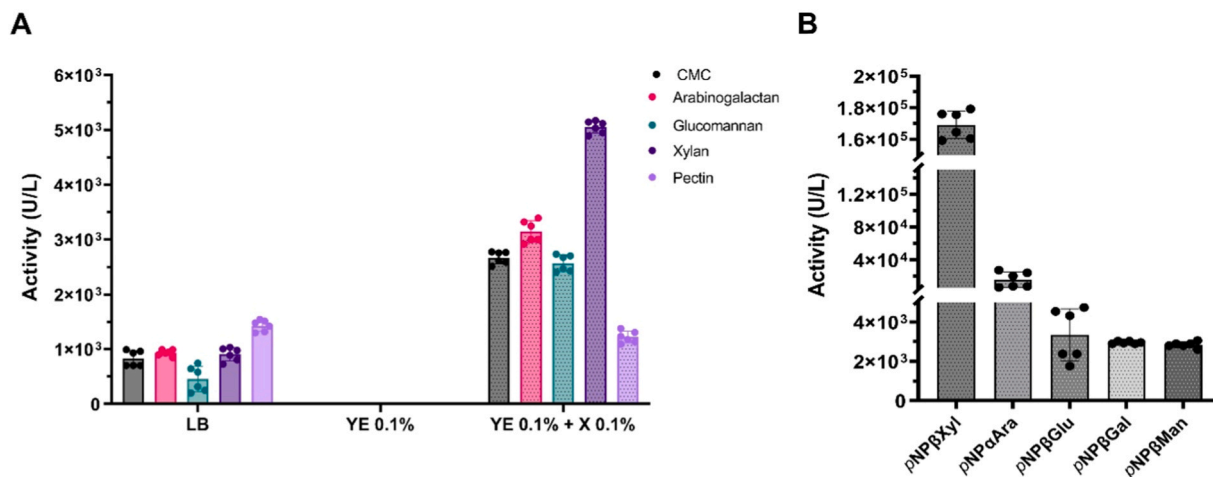 A
Activity (U/L)
6×10³
5×10³
4×10³
3×10³
2×10³
1×10³
0
LB
YE 0.1%
YE 0.1% + X 0.1%
CMC
Arabinogalactan
Glucomannan
Xylan
Pectin
B
Activity (U/L)
2×10⁵
1.8×10⁵
1.6×10⁵
1.2×10⁵
8×10⁴
4×10⁴
4×10³
2×10³
0
pNPβXyl
pNPαAra
pNPβGlu
pNPβGal
pNPβMan